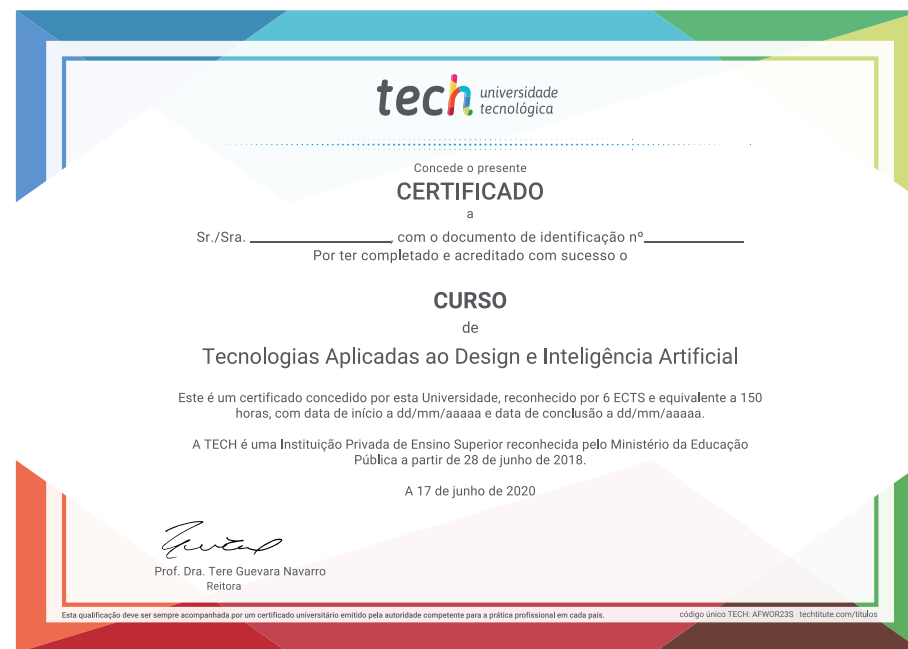 tech universidade
tecnológica
Concede o presente
CERTIFICADO
a
Sr./Sra. ____________________, com o documento de identificação nº______________
Por ter completado e acreditado com sucesso o
CURSO
de
Tecnologias Aplicadas ao Design e Inteligência Artificial
Este é um certificado concedido por esta Universidade, reconhecido por 6 ECTS e equivalente a 150
horas, com data de início a dd/mm/aaaaa e data de conclusão a dd/mm/aaaaa.
A TECH é uma Instituição Privada de Ensino Superior reconhecida pelo Ministério da Educação
Pública a partir de 28 de junho de 2018.
A 17 de junho de 2020
Prof. Dra. Tere Guevara Navarro
Reitora
Esta qualificação deve ser sempre acompanhada por um certificado universitário emitido pela autoridade competente para a prática profissional em cada país.
código único TECH: AFWOR23S techtitute.com/titulos